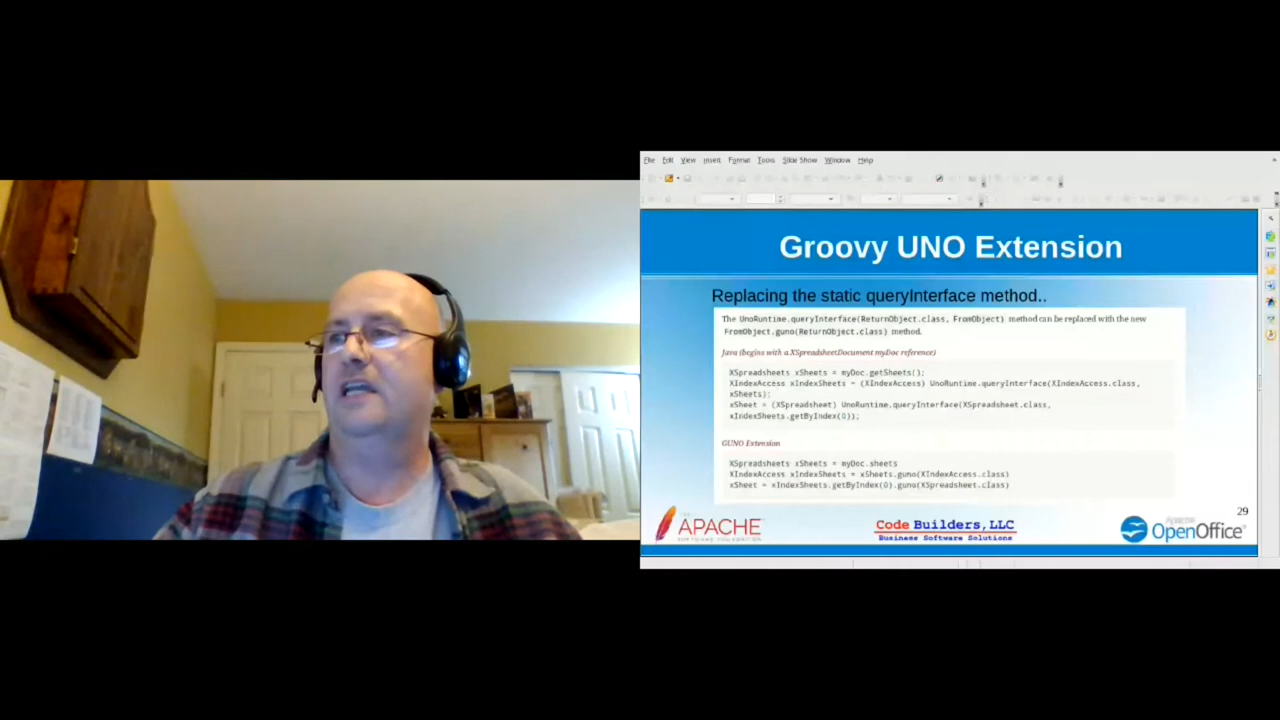 File Edit View Insert Format Tools Slide Show Window Help
Groovy UNO Extension
Replacing the static queryInterface method..
The UnoRuntime.queryInterface(ReturnObject.class, FromObject) method can be replaced with the new
FromObject.guno(ReturnObject.class) method.
Java (begins with a XSpreadsheetDocument myDoc reference)
XSpreadsheets xSheets = myDoc.getSheets();
XIndexAccess xIndexSheets = (XIndexAccess) UnoRuntime.queryInterface(XIndexAccess.class,
xSheets);
xSheet = (XSpreadsheet) UnoRuntime.queryInterface(XSpreadsheet.class,
xIndexSheets.getByIndex(0));
GUNO Extension
XSpreadsheets xSheets = myDoc.sheets
XIndexAccess xIndexSheets = xSheets.guno(XIndexAccess.class)
xSheet = xIndexSheets.getByIndex(0).guno(XSpreadsheet.class)
29
THE
APACHE
SOFTWARE FOUNDATION
Code Builders, LLC
Business Software Solutions
Apache
OpenOffice